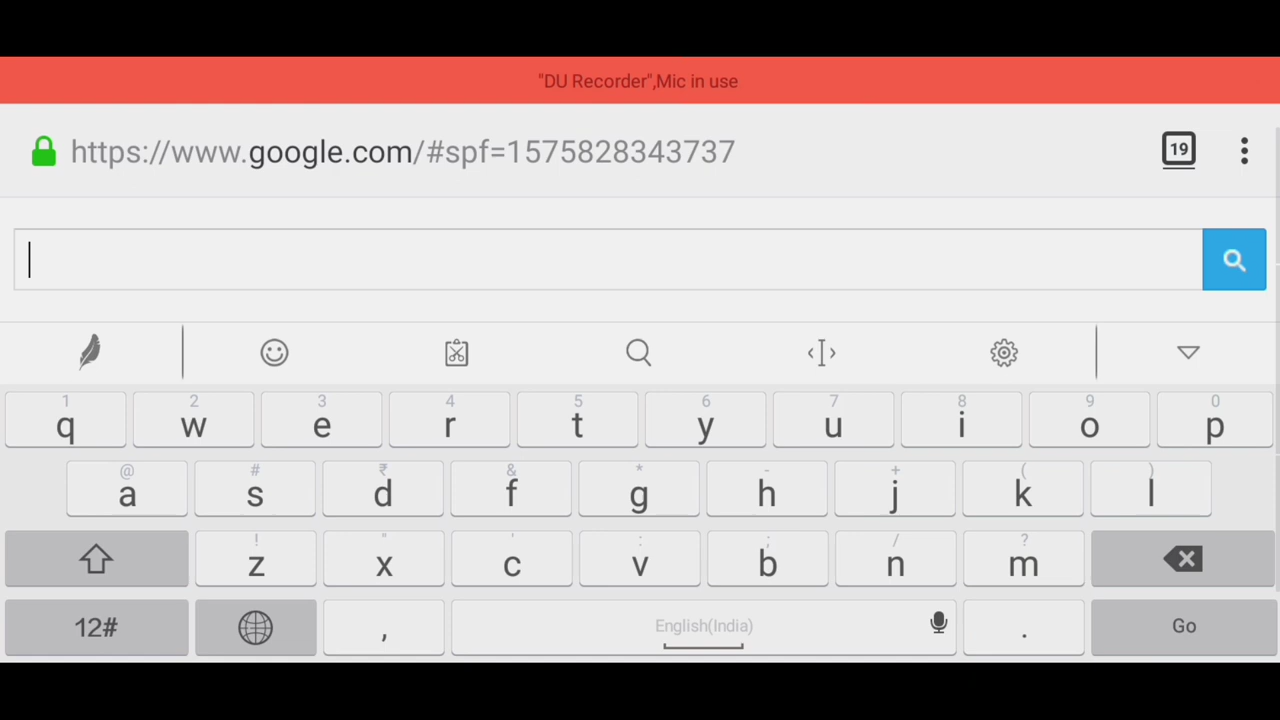 "DU Recorder",Mic in use
https://www.google.com/#spf=1575828343737
19
1 2 3 4 5 6 7 8 9 0
q w e r t y u i o p
@ # ₹ & * - + ( )
a s d f g h j k l
! " ' : ; / ?
z x c v b n m
12# , English(India) . Go